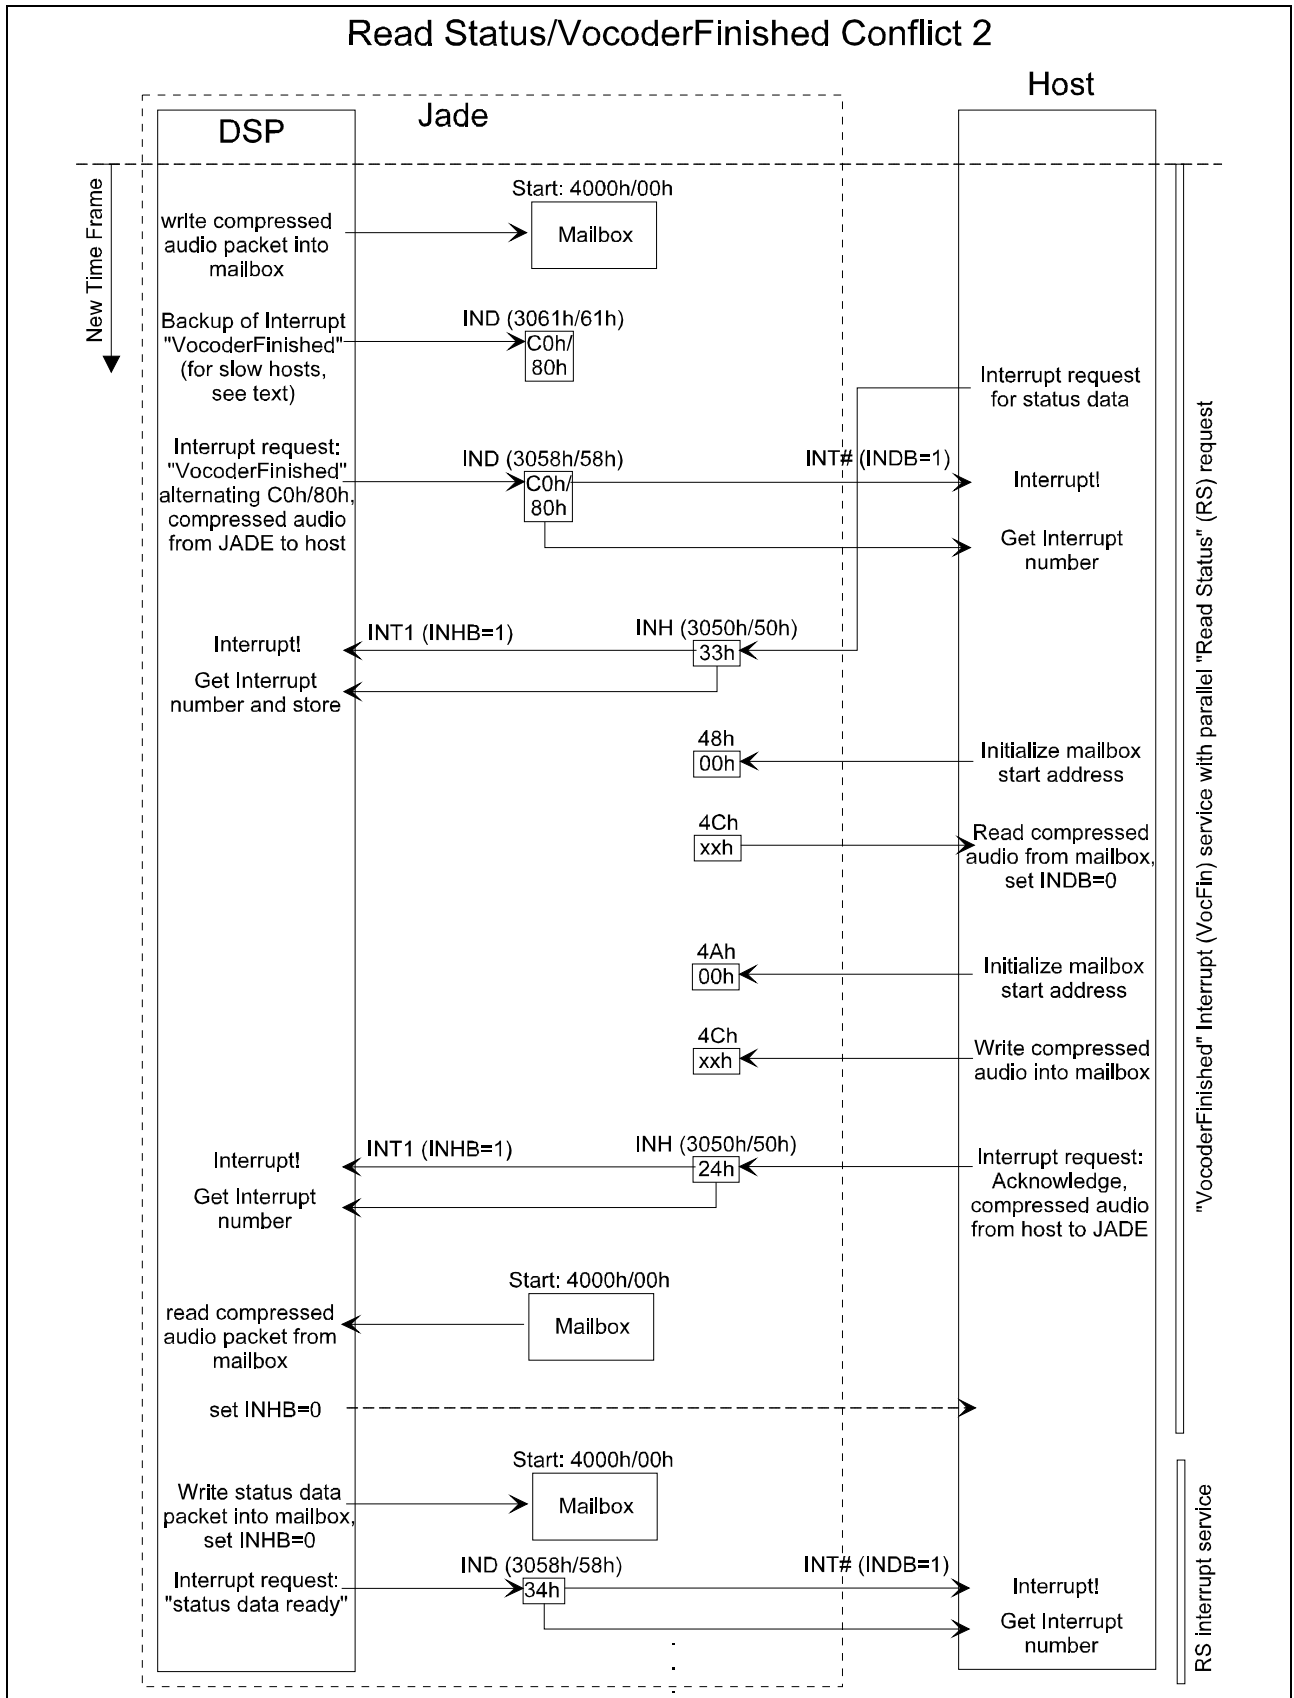 Read Status/VocoderFinished Conflict 2
Host
Jade
DSP
New Time Frame
Start: 4000h/00h
write compressed
audio packet into
mailbox
Mailbox
Backup of Interrupt
"VocoderFinished"
(for slow hosts,
see text)
IND (3061h/61h)
C0h/
80h
Interrupt request
for status data
Interrupt request:
"VocoderFinished"
alternating C0h/80h,
compressed audio
from JADE to host
IND (3058h/58h)
C0h/
80h
INT# (INDB=1)
Interrupt!
Get Interrupt
number
Interrupt!
INT1 (INHB=1)
INH (3050h/50h)
33h
Get Interrupt
number and store
48h
00h
Initialize mailbox
start address
4Ch
xxh
Read compressed
audio from mailbox,
set INDB=0
4Ah
00h
Initialize mailbox
start address
4Ch
xxh
Write compressed
audio into mailbox
Interrupt!
INT1 (INHB=1)
INH (3050h/50h)
24h
Interrupt request:
Acknowledge,
compressed audio
from host to JADE
Get Interrupt
number
Start: 4000h/00h
read compressed
audio packet from
mailbox
Mailbox
set INHB=0
Start: 4000h/00h
Write status data
packet into mailbox,
set INHB=0
Mailbox
Interrupt request:
"status data ready"
IND (3058h/58h)
34h
INT# (INDB=1)
Interrupt!
Get Interrupt
number
"VocoderFinished" Interrupt (VocFin) service with parallel "Read Status" (RS) request
RS interrupt service